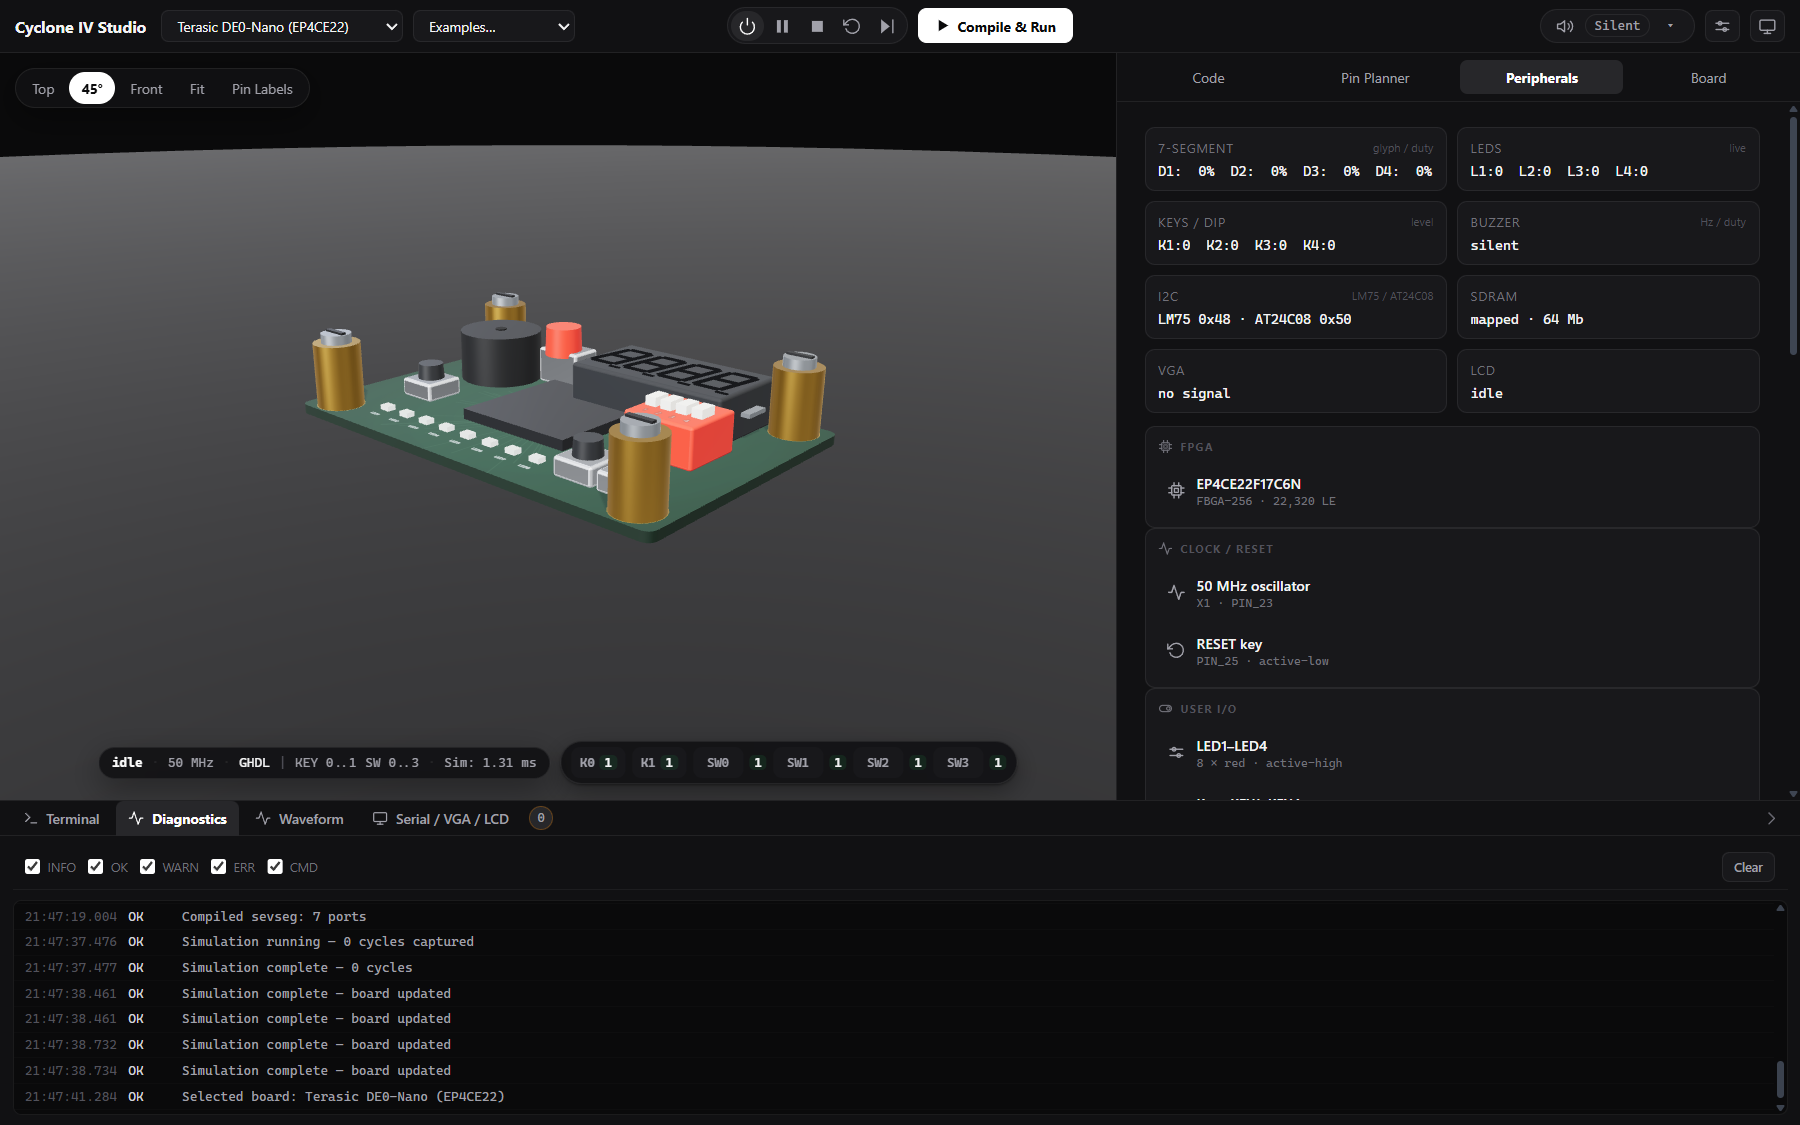 Cyclone IV Studio
Terasic DE0-Nano (EP4CE22)
Examples...
Compile & Run
Silent
Top 45° Front Fit Pin Labels
Code Pin Planner Peripherals Board
7-SEGMENT glyph / duty
D1: 0% D2: 0% D3: 0% D4: 0%
LEDS live
L1:0 L2:0 L3:0 L4:0
KEYS / DIP level
K1:0 K2:0 K3:0 K4:0
BUZZER Hz / duty
silent
I2C LM75 / AT24C08
LM75 0x48 · AT24C08 0x50
SDRAM
mapped · 64 Mb
VGA
no signal
LCD
idle
FPGA
EP4CE22F17C6N
FBGA-256 · 22,320 LE
CLOCK / RESET
50 MHz oscillator
X1 · PIN_23
RESET key
PIN_25 · active-low
USER I/O
LED1–LED4
8 × red · active-high
idle · 50 MHz · GHDL | KEY 0..1 SW 0..3 · Sim: 1.31 ms
K0 1 K1 1 SW0 1 SW1 1 SW2 1 SW3 1
Terminal Diagnostics Waveform Serial / VGA / LCD 0
INFO OK WARN ERR CMD Clear
21:47:19.004 OK Compiled sevseg: 7 ports
21:47:37.476 OK Simulation running — 0 cycles captured
21:47:37.477 OK Simulation complete — 0 cycles
21:47:38.461 OK Simulation complete — board updated
21:47:38.461 OK Simulation complete — board updated
21:47:38.732 OK Simulation complete — board updated
21:47:38.734 OK Simulation complete — board updated
21:47:41.284 OK Selected board: Terasic DE0-Nano (EP4CE22)